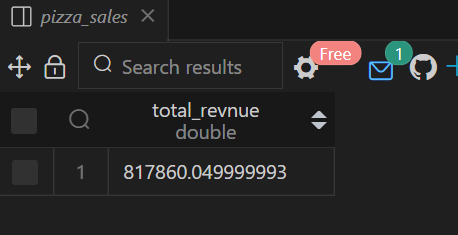 pizza_sales
Search results
Free
1
total_revnue
double
1
817860.049999993